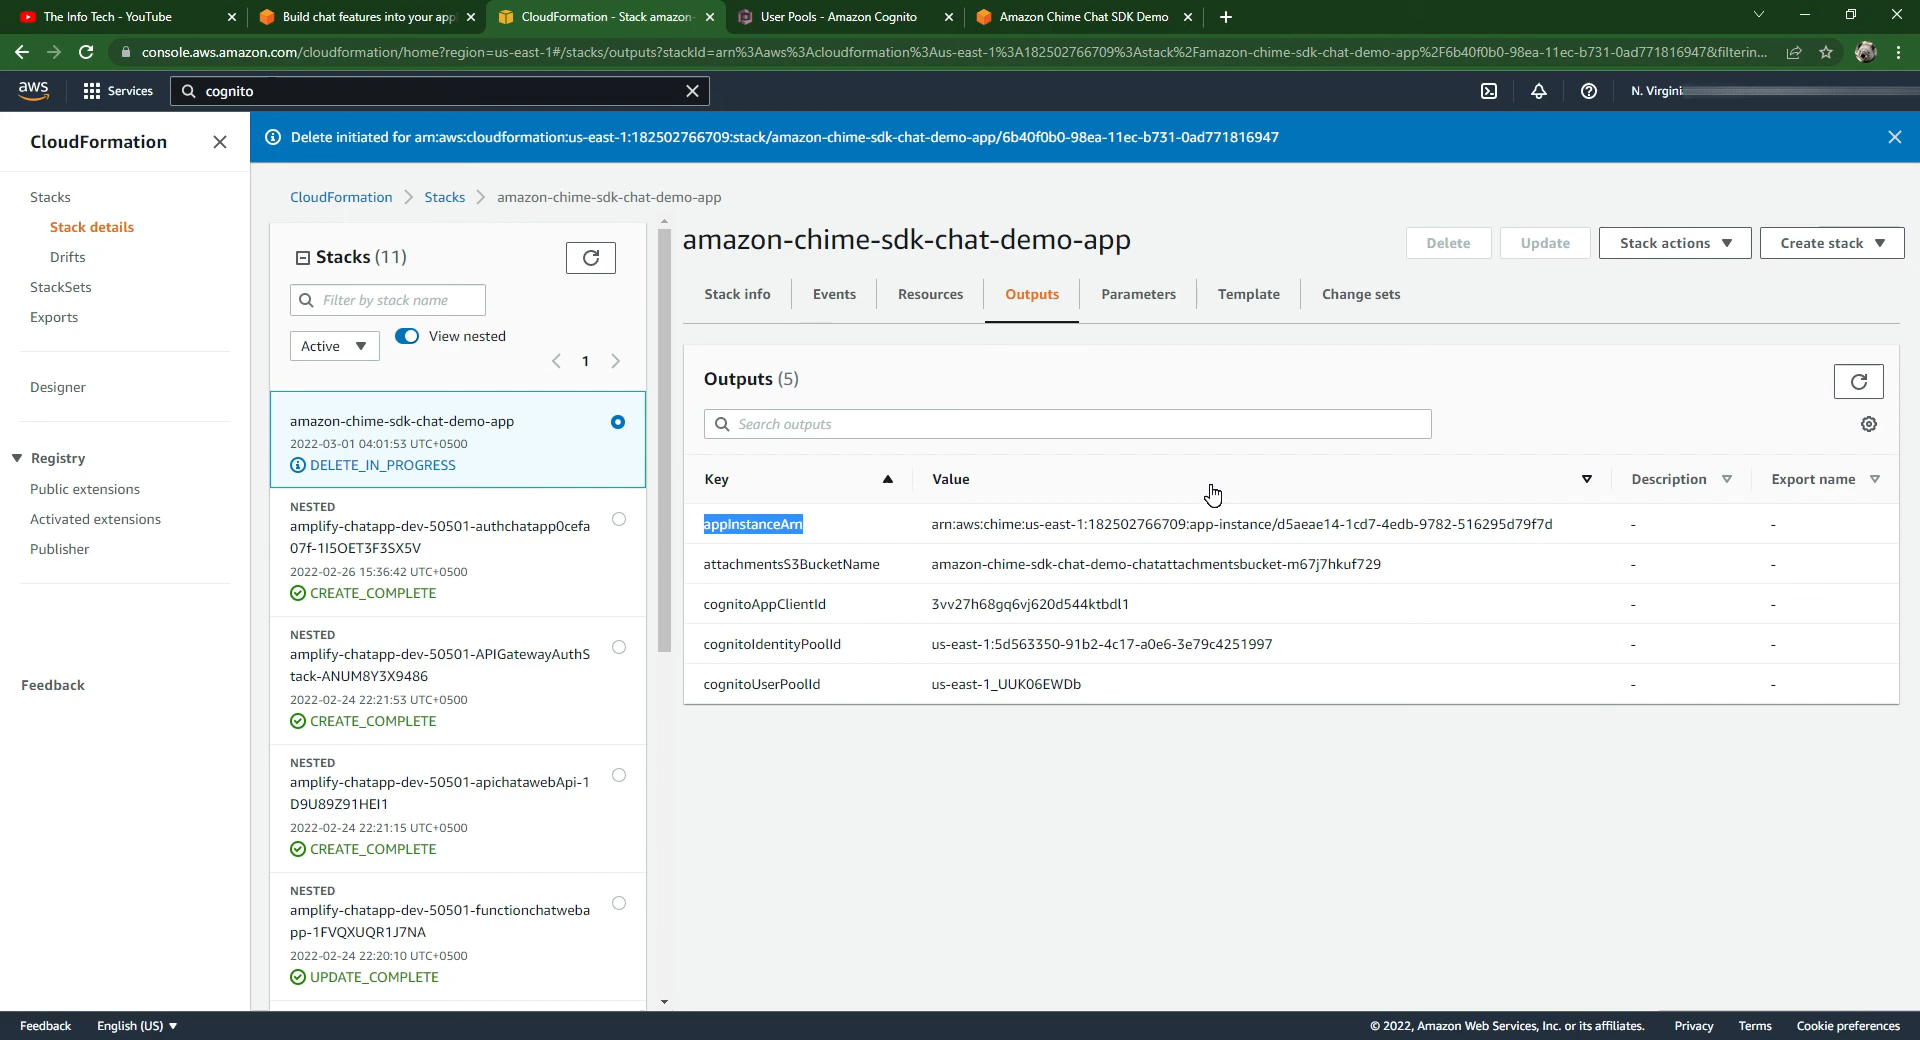 The Info Tech - YouTube
Build chat features into your app
CloudFormation - Stack amazon-
User Pools - Amazon Cognito
Amazon Chime Chat SDK Demo
console.aws.amazon.com/cloudformation/home?region=us-east-1#/stacks/outputs?stackId=arn%3Aaws%3Acloudformation%3Aus-east-1%3A182502766709%3Astack%2Famazon-chime-sdk-chat-demo-app%2F6b40f0b0-98ea-11ec-b731-0ad771816947&filterin...
aws
Services
cognito
N. Virgini
CloudFormation
Delete initiated for arn:aws:cloudformation:us-east-1:182502766709:stack/amazon-chime-sdk-chat-demo-app/6b40f0b0-98ea-11ec-b731-0ad771816947
Stacks
Stack details
Drifts
StackSets
Exports
Designer
Registry
Public extensions
Activated extensions
Publisher
Feedback
CloudFormation
Stacks
amazon-chime-sdk-chat-demo-app
Stacks (11)
Filter by stack name
Active
View nested
1
amazon-chime-sdk-chat-demo-app
2022-03-01 04:01:53 UTC+0500
DELETE_IN_PROGRESS
NESTED
amplify-chatapp-dev-50501-authchatapp0cefa
07f-1I5OET3F3SX5V
2022-02-26 15:36:42 UTC+0500
CREATE_COMPLETE
NESTED
amplify-chatapp-dev-50501-APIGatewayAuthS
tack-ANUM8Y3X9486
2022-02-24 22:21:53 UTC+0500
CREATE_COMPLETE
NESTED
amplify-chatapp-dev-50501-apichatawebApi-1
D9U89Z91HEI1
2022-02-24 22:21:15 UTC+0500
CREATE_COMPLETE
NESTED
amplify-chatapp-dev-50501-functionchatweba
pp-1FVQXUQR1J7NA
2022-02-24 22:20:10 UTC+0500
UPDATE_COMPLETE
amazon-chime-sdk-chat-demo-app
Delete
Update
Stack actions
Create stack
Stack info
Events
Resources
Outputs
Parameters
Template
Change sets
Outputs (5)
Search outputs
Key Value Description Export name
appInstanceArn arn:aws:chime:us-east-1:182502766709:app-instance/d5aeae14-1cd7-4edb-9782-516295d79f7d - -
attachmentsS3BucketName amazon-chime-sdk-chat-demo-chatattachmentsbucket-m67j7hkuf729 - -
cognitoAppClientId 3vv27h68gq6vj620d544ktbdl1 - -
cognitoIdentityPoolId us-east-1:5d563350-91b2-4c17-a0e6-3e79c4251997 - -
cognitoUserPoolId us-east-1_UUK06EWDb - -
Feedback
English (US)
© 2022, Amazon Web Services, Inc. or its affiliates.
Privacy
Terms
Cookie preferences